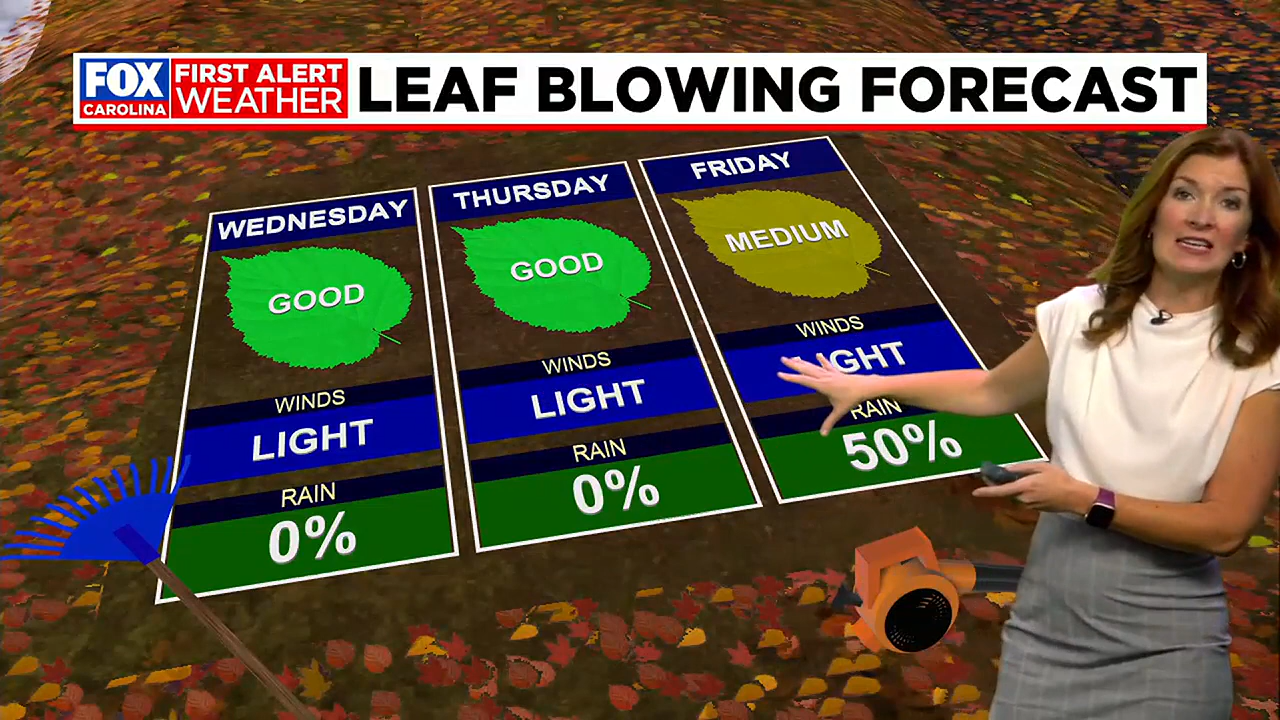 FOX CAROLINA
FIRST ALERT WEATHER
LEAF BLOWING FORECAST
WEDNESDAY
GOOD
WINDS
LIGHT
RAIN
0%
THURSDAY
GOOD
WINDS
LIGHT
RAIN
0%
FRIDAY
MEDIUM
WINDS
LIGHT
RAIN
50%